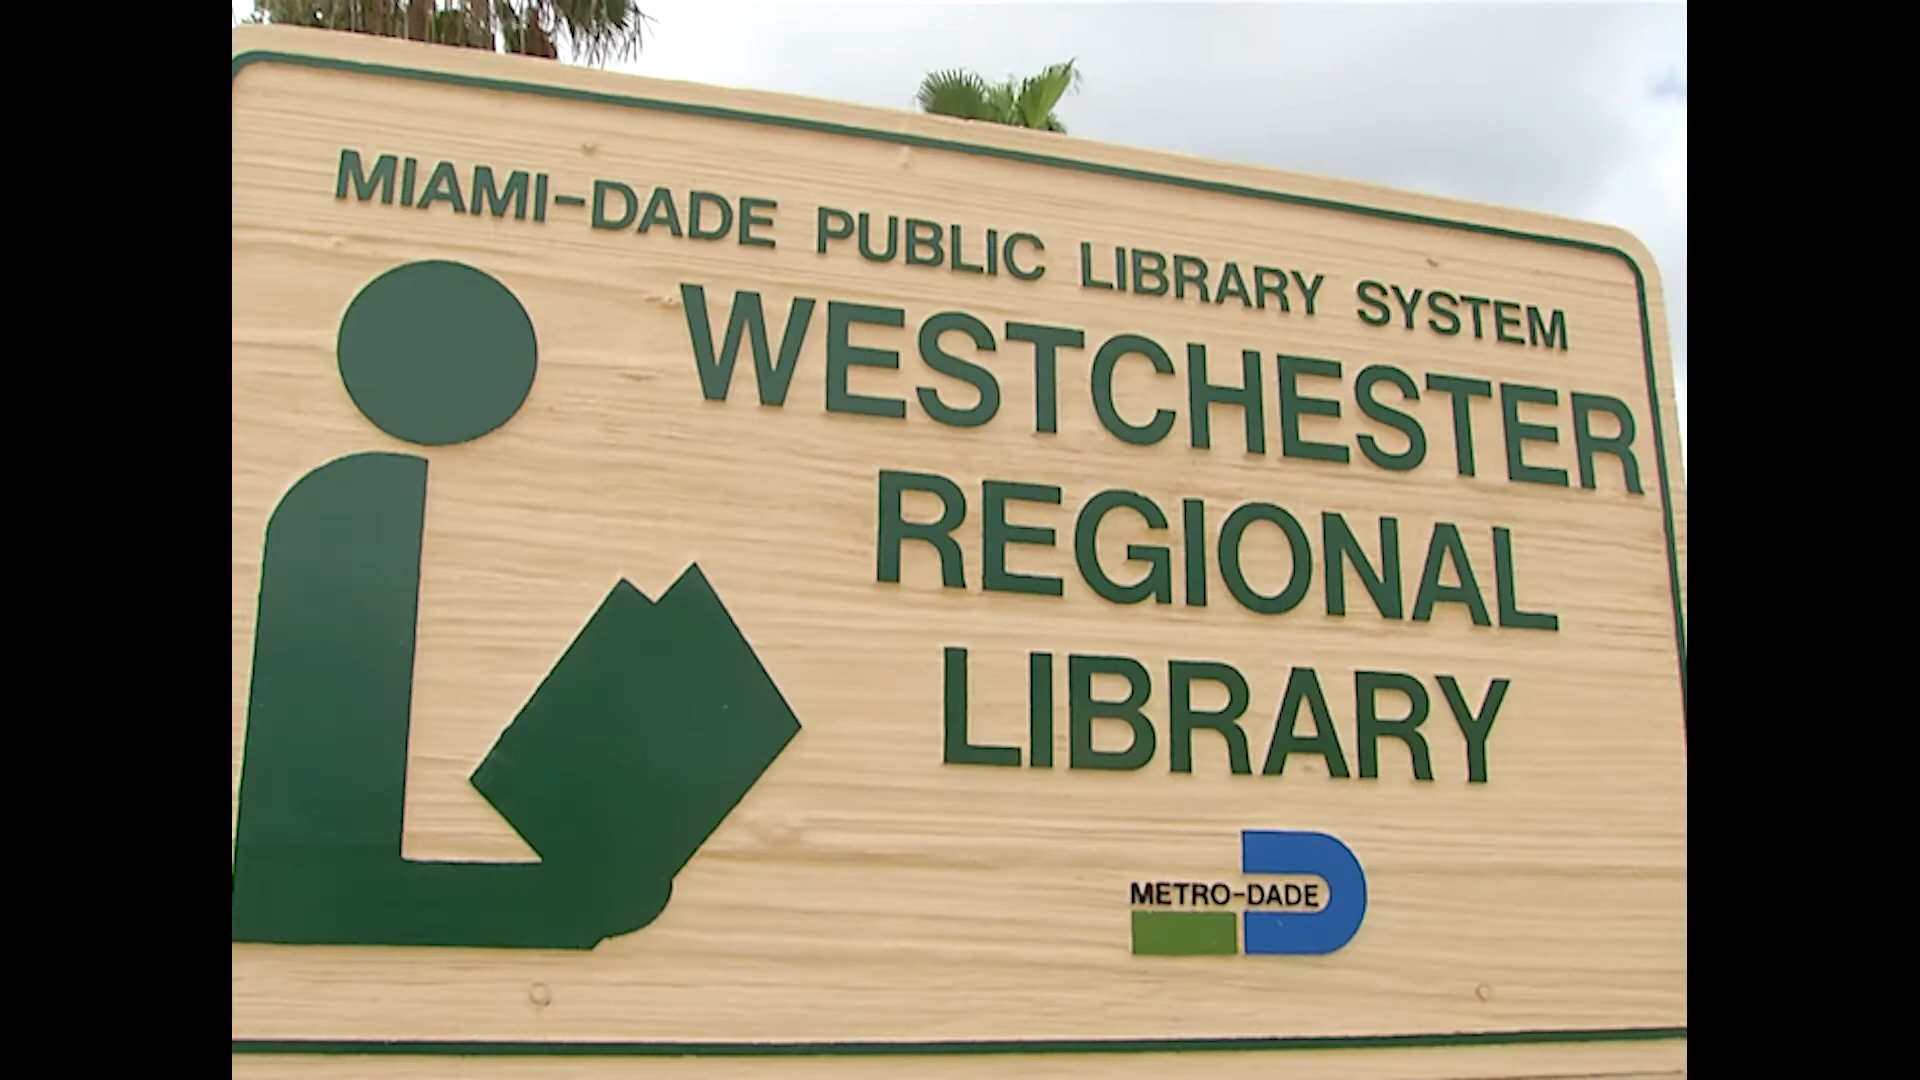 MIAMI-DADE PUBLIC LIBRARY SYSTEM
WESTCHESTER
REGIONAL
LIBRARY
METRO-DADE